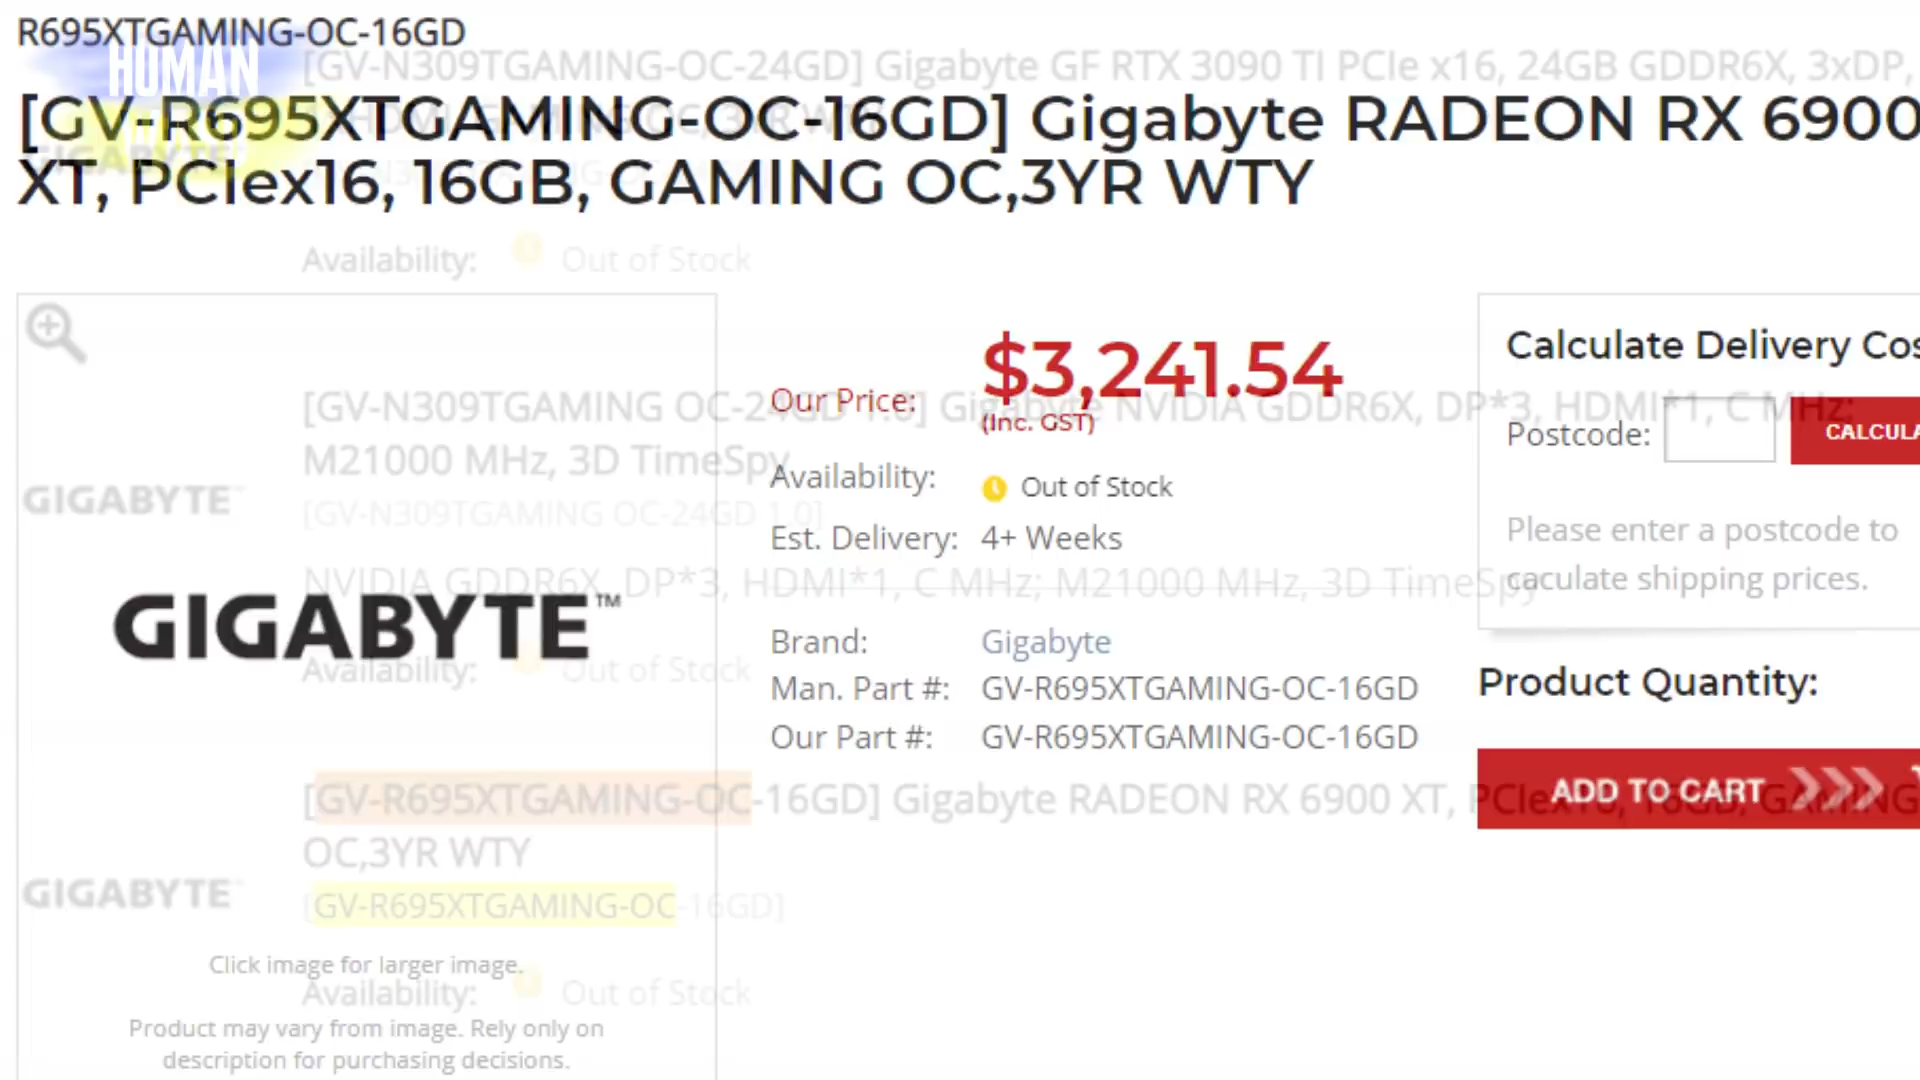 R695XTGAMING-OC-16GD
HUMAN
[GV-N309TGAMING-OC-24GD] Gigabyte GF RTX 3090 TI PCIe x16, 24GB GDDR6X, 3xDP,
[GV-R695XTGAMING-OC-16GD] Gigabyte RADEON RX 6900
XT, PCIex16, 16GB, GAMING OC,3YR WTY
GIGABYTE
Availability: Out of Stock
Calculate Delivery Cos
$3,241.54
Our Price:
(Inc. GST)
[GV-N309TGAMING OC-24GD 1.0] Gigabyte NVIDIA GDDR6X, DP*3, HDMI*1, C MHz;
M21000 MHz, 3D TimeSpy
Postcode: CALCULA
Availability: Out of Stock
GIGABYTE
[GV-N309TGAMING OC-24GD 1.0]
Est. Delivery: 4+ Weeks
Please enter a postcode to
caculate shipping prices.
NVIDIA GDDR6X, DP*3, HDMI*1, C MHz; M21000 MHz, 3D TimeSpy
GIGABYTE™
Brand: Gigabyte
Availability: Out of Stock
Man. Part #: GV-R695XTGAMING-OC-16GD
Product Quantity:
Our Part #: GV-R695XTGAMING-OC-16GD
ADD TO CART
[GV-R695XTGAMING-OC-16GD] Gigabyte RADEON RX 6900 XT, PCIex16, 16GB, GAMING
OC,3YR WTY
GIGABYTE
[GV-R695XTGAMING-OC-16GD]
Click image for larger image.
Availability: Out of Stock
Product may vary from image. Rely only on
description for purchasing decisions.